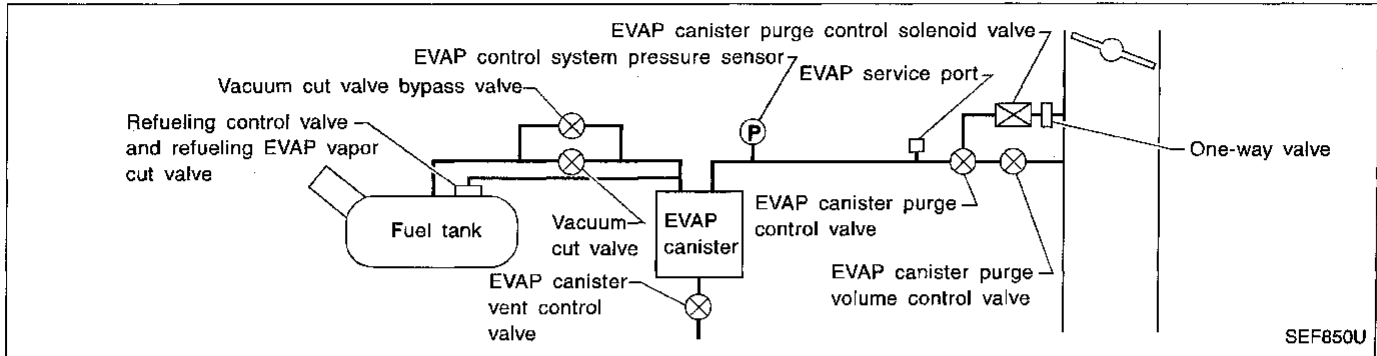 EVAP canister purge control solenoid valve
EVAP control system pressure sensor
EVAP service port
Vacuum cut valve bypass valve
Refueling control valve
and refueling EVAP vapor
cut valve
P
One-way valve
Fuel tank
Vacuum
cut valve
EVAP
canister
EVAP canister purge
control valve
EVAP canister
vent control
valve
EVAP canister purge
volume control valve
SEF850U